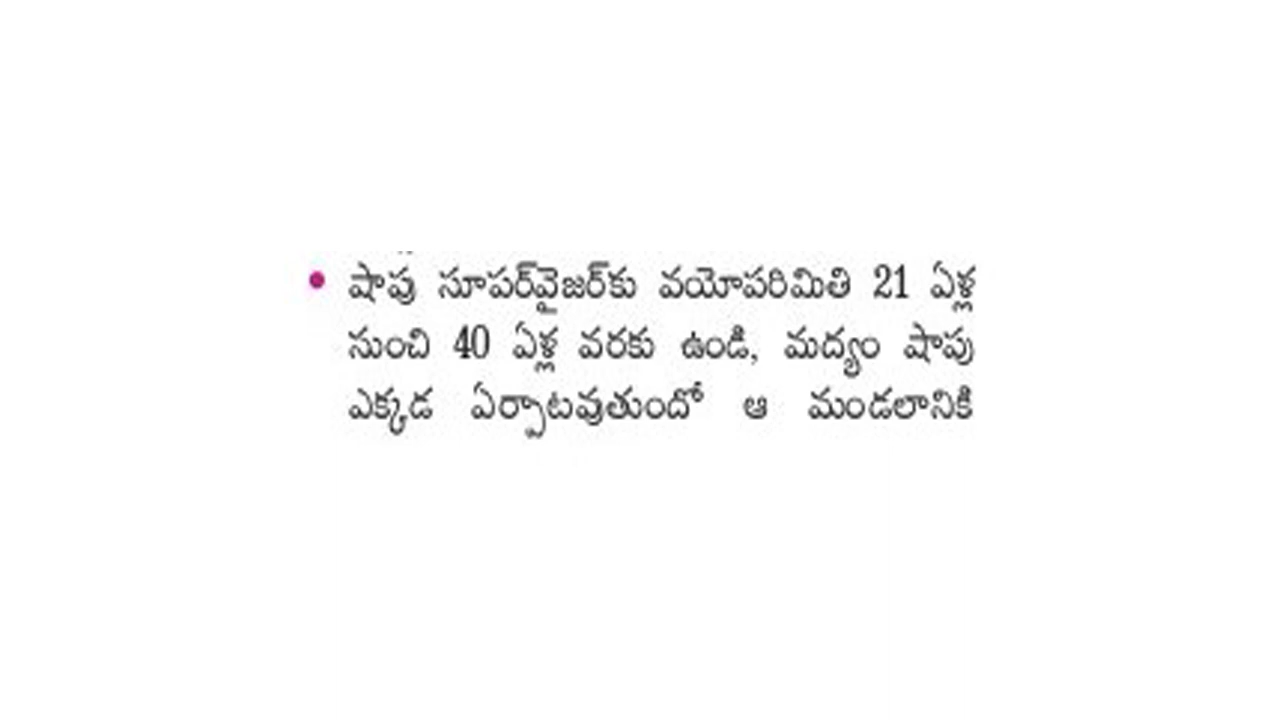 • షాపు సూపర్‌వైజర్‌కు వయోపరిమితి 21 ఏళ్ల
నుంచి 40 ఏళ్ల వరకు ఉండి, మద్యం షాపు
ఎక్కడ ఏర్పాటవుతుందో ఆ మండలానికి